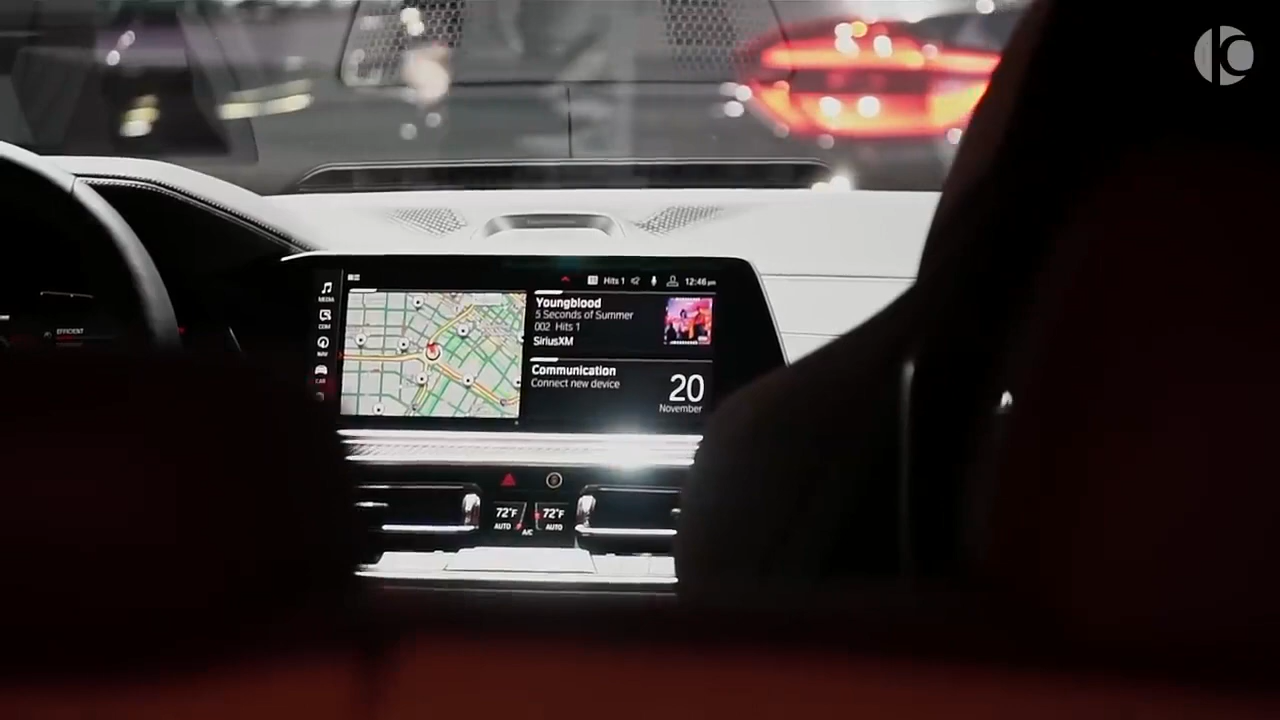 Hits 1
12:46 pm
MEDIA
COM
NAV
CAR
Youngblood
5 Seconds of Summer
002 Hits 1
SiriusXM
Communication
Connect new device
20
November
EFFICIENT
72°F
72°F
AUTO
A/C
AUTO